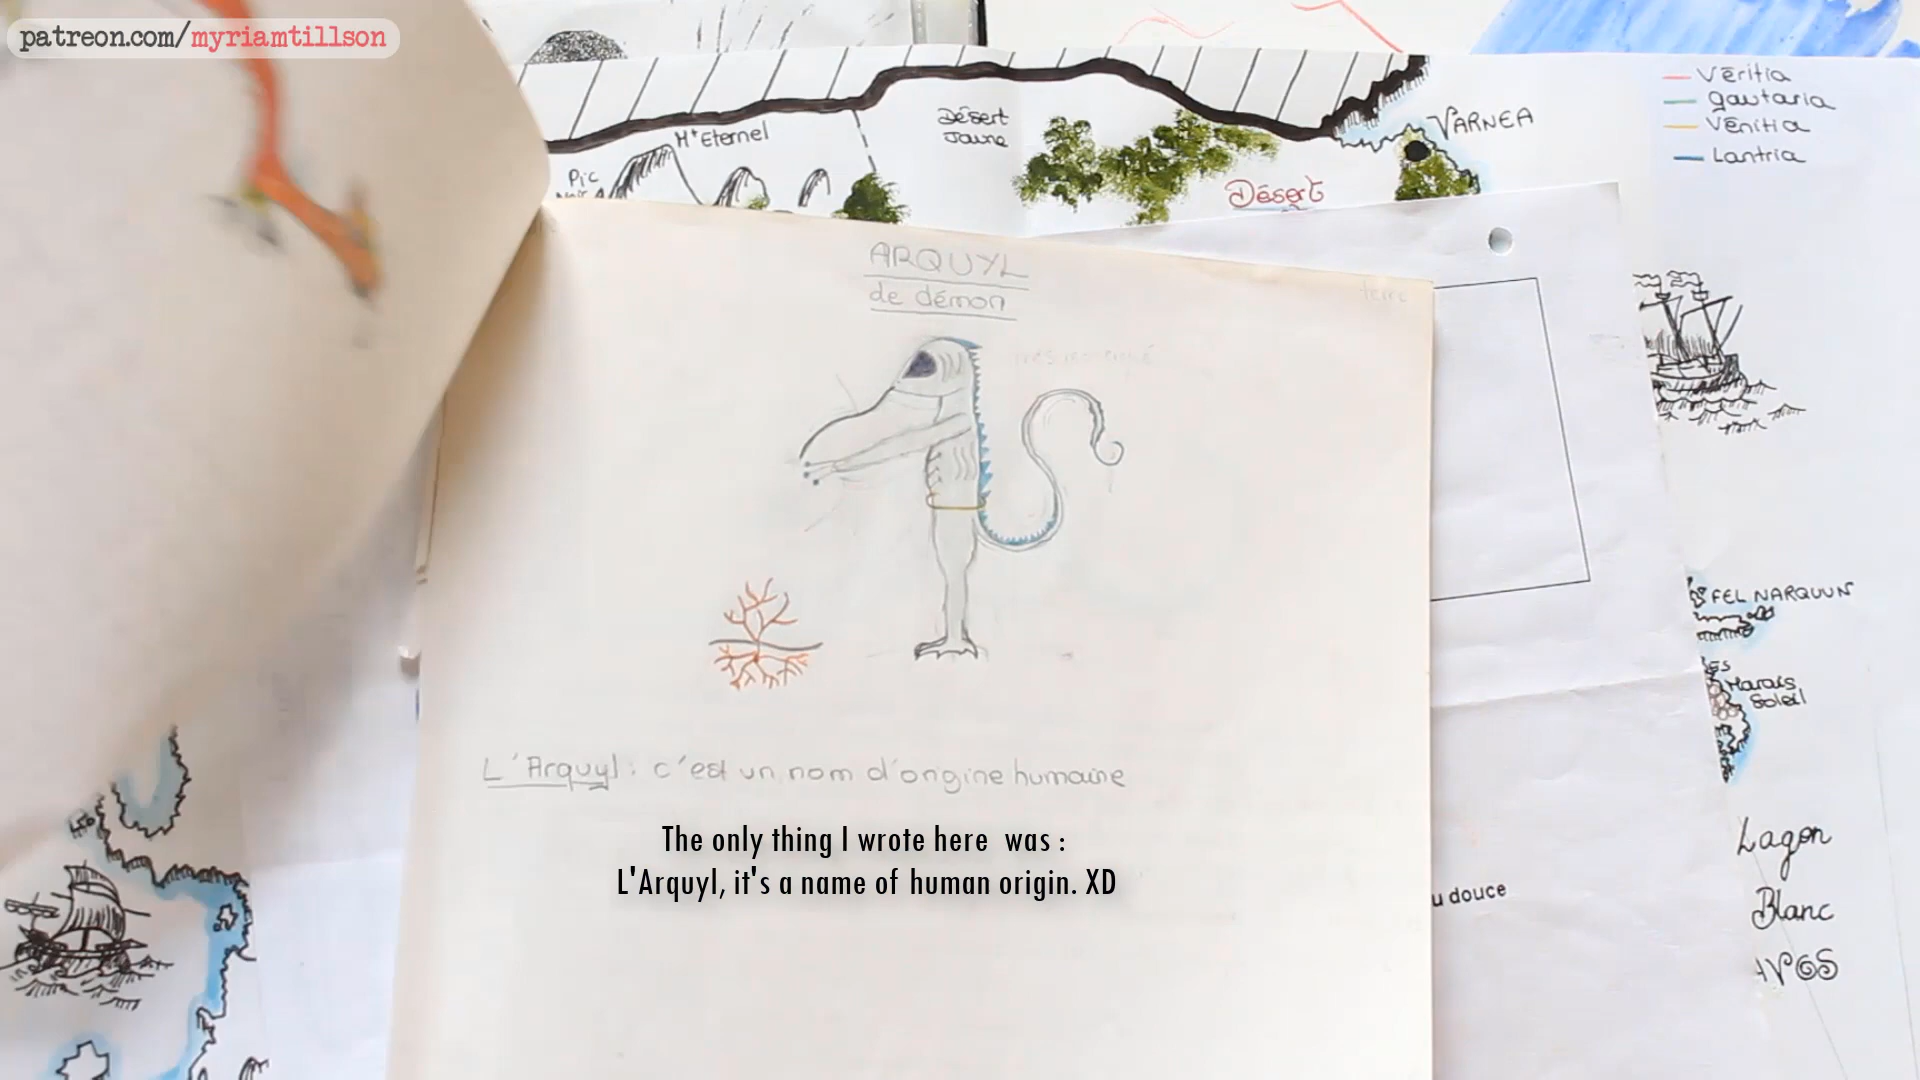 patreon.com/myriamtillson
Vēritia
gautaria
Vēnitia
Lantria
VARNEA
Désert
Jaune
Mt Eternel
Pic
Désert
ARQUYL
de démon
terre
FEL NARQUUN
Marais
Soleil
L'Arquyl : c'est un nom d'origine humaine
The only thing I wrote here was :
L'Arquyl, it's a name of human origin. XD
u douce
Lagon
Blanc